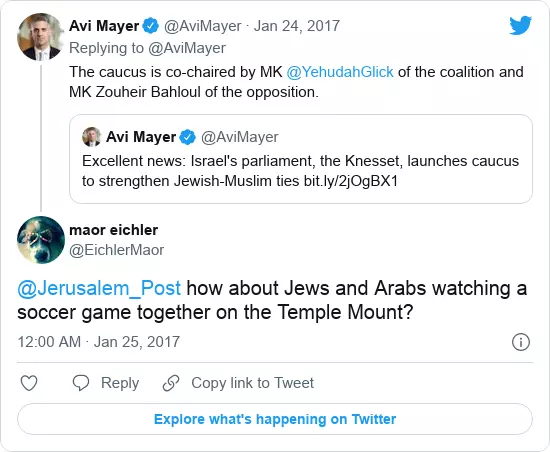 Avi Mayer @AviMayer · Jan 24, 2017
Replying to @AviMayer
The caucus is co-chaired by MK @YehudahGlick of the coalition and
MK Zouheir Bahloul of the opposition.
Avi Mayer @AviMayer
Excellent news: Israel's parliament, the Knesset, launches caucus
to strengthen Jewish-Muslim ties bit.ly/2jOgBX1
maor eichler
@EichlerMaor
@Jerusalem_Post how about Jews and Arabs watching a
soccer game together on the Temple Mount?
12:00 AM · Jan 25, 2017
Reply Copy link to Tweet
Explore what's happening on Twitter